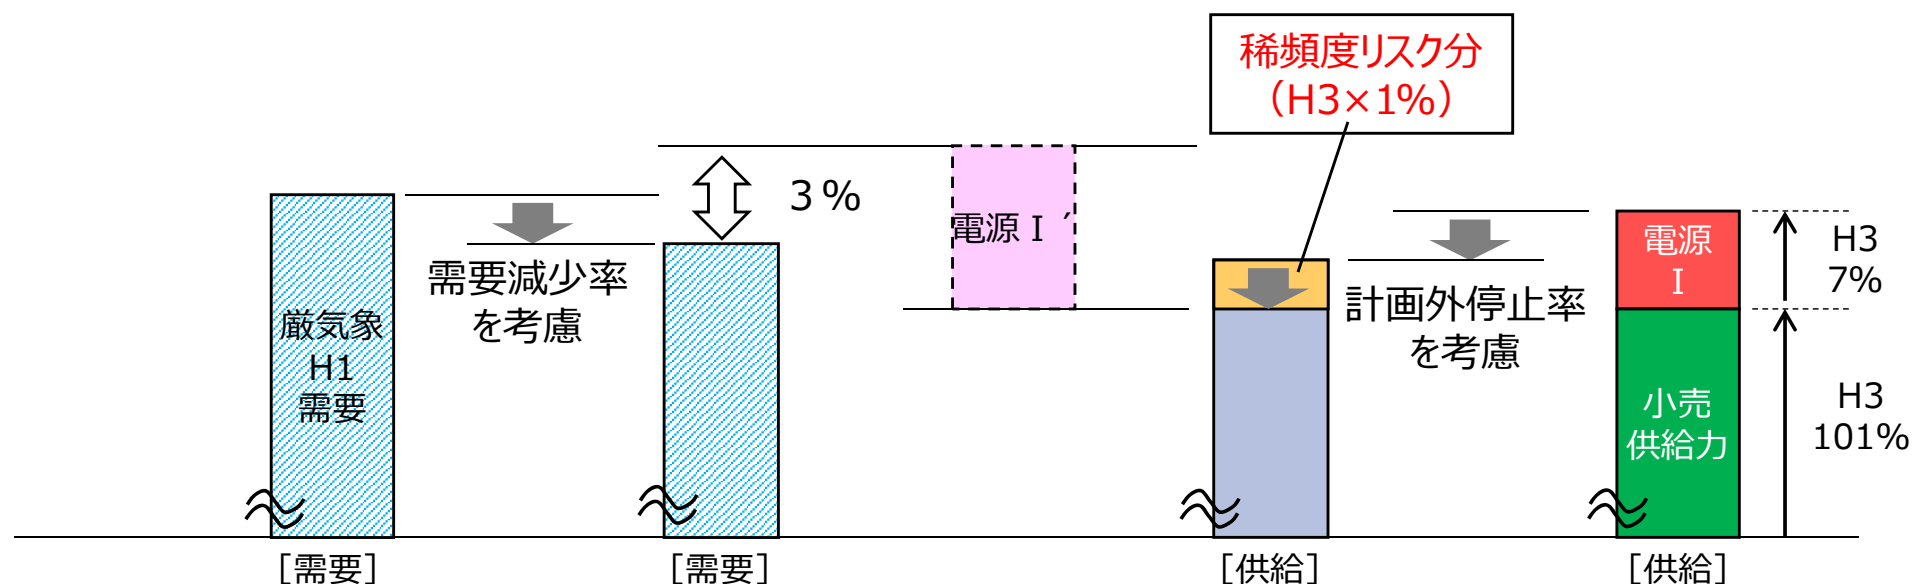 稀頻度リスク分
（H3×1%）
3%
電源Ⅰ´
需要減少率
を考慮
厳気象
H1
需要
計画外停止率
を考慮
電源
Ⅰ
小売
供給力
H3
7%
H3
101%
［需要］
［需要］
［供給］
［供給］